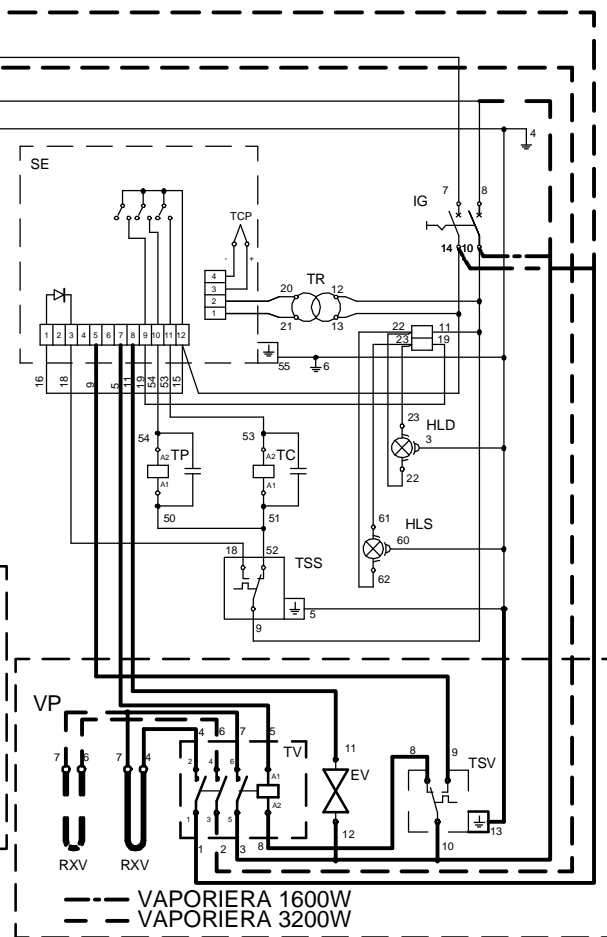 4
SE
7 8
IG
TCP
- +
14 10
4
3
2
1
20 TR 12
21 13
22 11
23 19
1 2 3 4 5 6 7 8 9 10 11 12
55 6
16 18 9 5 11 19 54 53 15
23
HLD
3
22
54 53
A2 TP A2 TC
A1 A1
50 51
61
HLS
60
62
18 52
TSS
5
9
VP
4 6 7 5
TV
11
8 9
TSV
7 6 7 4
2 4 6 A1
EV
A2
1 3 5
12
13
10
1 2 3 8
RXV RXV
VAPORIERA 1600W
VAPORIERA 3200W